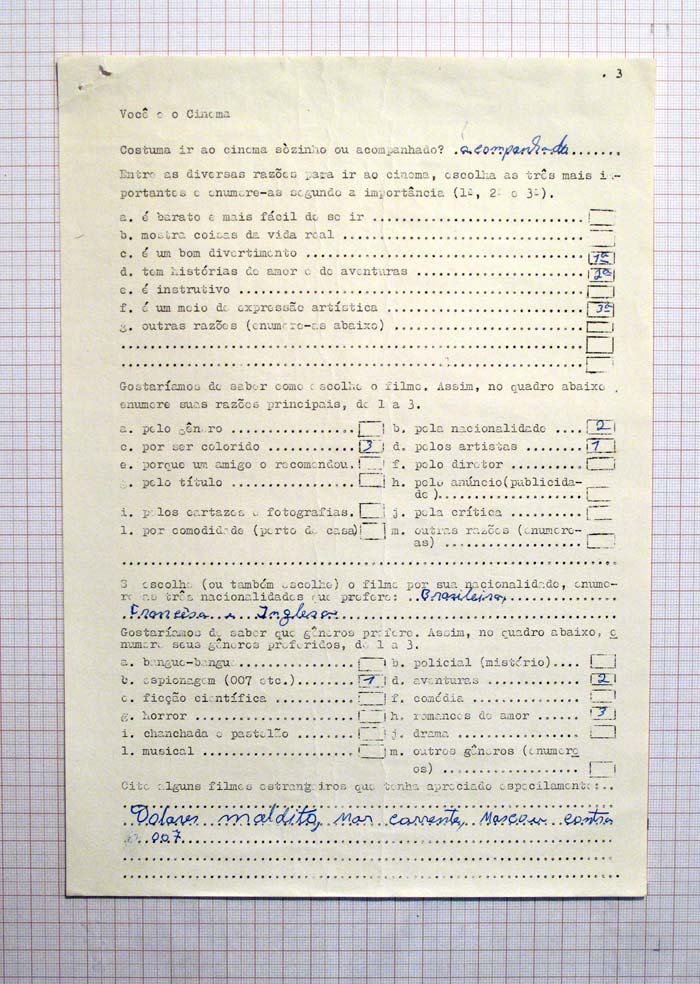 . 3
Você e o Cinema
Costuma ir ao cinema sòzinho ou acompanhado? .acompanhada.......
Entre as diversas razões para ir ao cinema, escolha as três mais im-
portantes e enumere-as segundo a importância (1ª, 2ª e 3ª).
a. é barato e mais fácil de se ir ..............................
b. mostra coisas da vida real ..................................
c. é um bom divertimento ....................................... 1ª
d. tem histórias de amor e de aventuras ........................ 2ª
e. é instrutivo ................................................
f. é um meio de expressão artística ............................ 3ª
g. outras razões (enumere-as abaixo) ...........................
...............................................................
...............................................................
Gostaríamos de saber como escolhe o filme. Assim, no quadro abaixo
enumere suas razões principais, de 1 a 3.
a. pelo gênero ................. b. pela nacionalidade .... 2
c. por ser colorido ............ 3 d. pelos artistas ........ 1
e. porque um amigo o recomendou. f. pelo diretor ..........
g. pelo título ................. h. pelo anúncio(publicida-
de )...................
i. pelos cartazes e fotografias. j. pela crítica ..........
l. por comodidade (perto de casa) m. outras razões (enumere-
as) ..................
...............................................................
S escolhe (ou também escolhe) o filme por sua nacionalidade, enume-
re as três nacionalidades que prefere: ..Brasileira,
..Francesa e Inglesa
Gostaríamos de saber que gêneros prefere. Assim, no quadro abaixo, e
numere seus gêneros preferidos, de 1 a 3.
a. bangue-bangue ............... b. policial (mistério)....
b. espionagem (007 etc.)........ 1 d. aventuras ............. 2
e. ficção científica ........... f. comédia ...............
g. horror ...................... h. romances de amor ...... 3
i. chanchada e pastelão ........ j. drama .................
l. musical ..................... m. outros gêneros (enumere
os) ..................
Cite alguns filmes estrangeiros que tenha apreciado especilamente:..
Dolares maldito, Mar corrente, Moscou contra
007
...............................................................
...............................................................